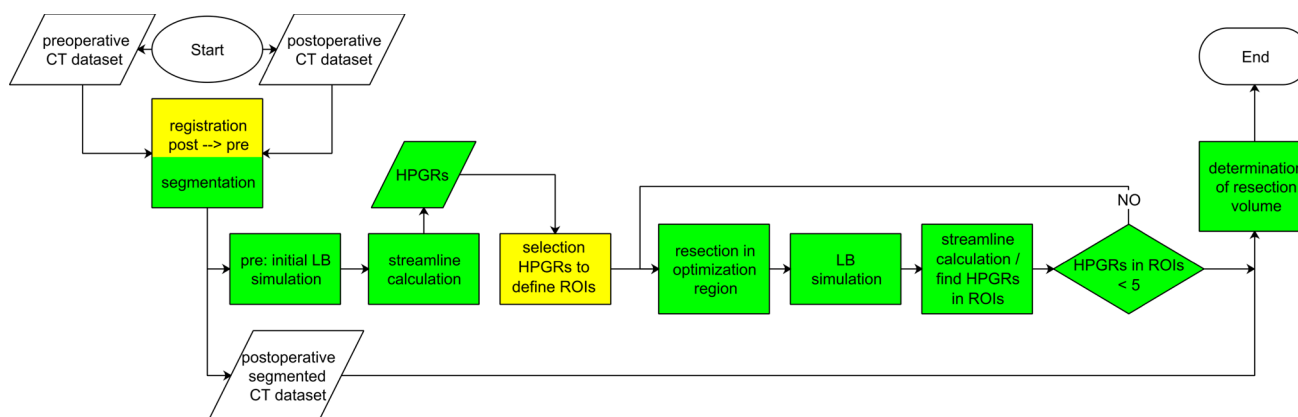 preoperative
CT dataset
Start
postoperative
CT dataset
End
registration
post --> pre
segmentation
HPGRs
determination
of resection
volume
NO
pre: initial LB
simulation
streamline
calculation
selection
HPGRs to
define ROIs
resection in
optimization
region
LB
simulation
streamline
calculation /
find HPGRs
in ROIs
HPGRs in ROIs
< 5
postoperative
segmented
CT dataset